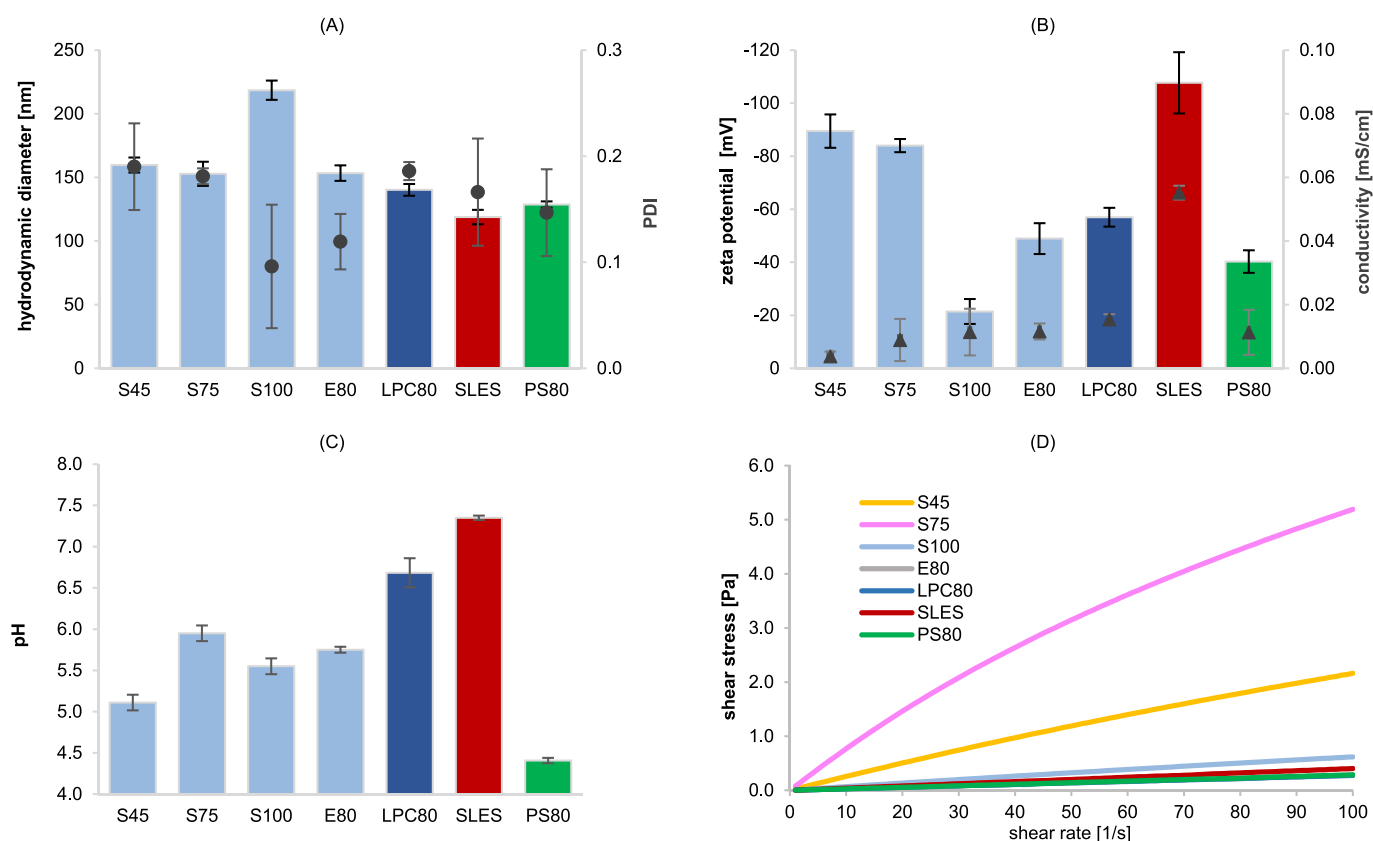 (A)
hydrodynamic diameter [nm]
250
200
150
100
50
0
0.3
0.2
0.1
0.0
PDI
S45 S75 S100 E80 LPC80 SLES PS80
(B)
zeta potential [mV]
-120
-100
-80
-60
-40
-20
0
0.10
0.08
0.06
0.04
0.02
0.00
conductivity [mS/cm]
S45 S75 S100 E80 LPC80 SLES PS80
(C)
pH
8.0
7.5
7.0
6.5
6.0
5.5
5.0
4.5
4.0
S45 S75 S100 E80 LPC80 SLES PS80
(D)
shear stress [Pa]
6.0
5.0
4.0
3.0
2.0
1.0
0.0
S45
S75
S100
E80
LPC80
SLES
PS80
0 10 20 30 40 50 60 70 80 90 100
shear rate [1/s]